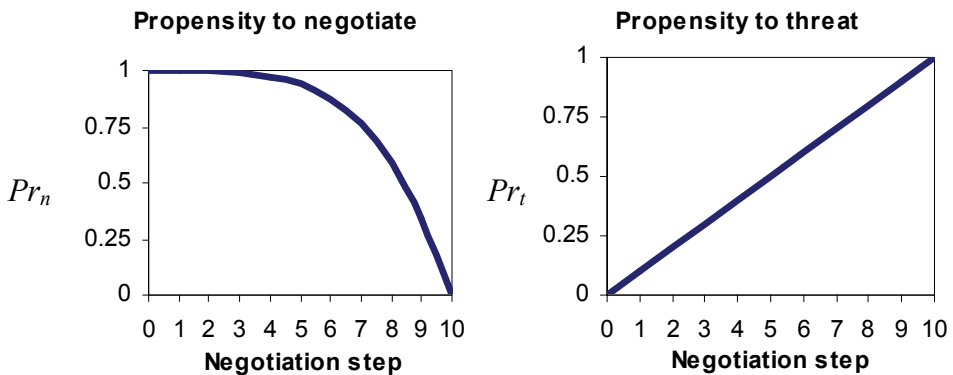 Propensity to negotiate
1
0.75
Pr_n
0.5
0.25
0
0 1 2 3 4 5 6 7 8 9 10
Negotiation step
Propensity to threat
1
0.75
Pr_t
0.5
0.25
0
0 1 2 3 4 5 6 7 8 9 10
Negotiation step